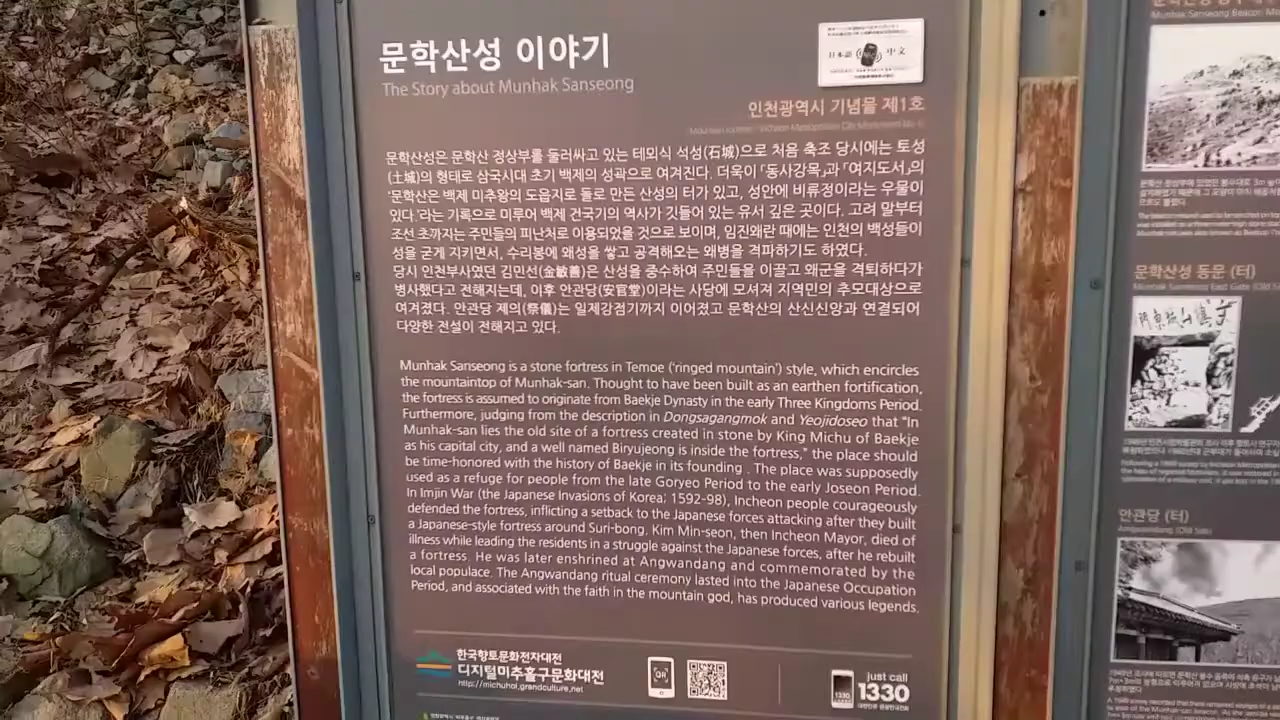 문학산성 이야기
The Story about Munhak Sanseong
日本語
中文
인천광역시 기념물 제1호
문학산성은 문학산 정상부를 둘러싸고 있는 테뫼식 석성(石城)으로 처음 축조 당시에는 토성
(土城)의 형태로 삼국시대 초기 백제의 성곽으로 여겨진다. 더욱이 「동사강목」과 「여지도서」의
'문학산은 백제 미추왕의 도읍지로 돌로 만든 산성의 터가 있고, 성안에 비류정이라는 우물이
있다.'라는 기록으로 미루어 백제 건국기의 역사가 깃들어 있는 유서 깊은 곳이다. 고려 말부터
조선 초까지는 주민들의 피난처로 이용되었을 것으로 보이며, 임진왜란 때에는 인천의 백성들이
성을 굳게 지키면서, 수리봉에 왜성을 쌓고 공격해오는 왜병을 격파하기도 하였다.
당시 인천부사였던 김민선(金敏善)은 산성을 중수하여 주민들을 이끌고 왜군을 격퇴하다가
병사했다고 전해지는데, 이후 안관당(安官堂)이라는 사당에 모셔져 지역민의 추모대상으로
여겨졌다. 안관당 제의(祭儀)는 일제강점기까지 이어졌고 문학산의 산신신앙과 연결되어
다양한 전설이 전해지고 있다.
Munhak Sanseong is a stone fortress in Temoe ('ringed mountain') style, which encircles
the mountaintop of Munhak-san. Thought to have been built as an earthen fortification,
the fortress is assumed to originate from Baekje Dynasty in the early Three Kingdoms Period.
Furthermore, judging from the description in Dongsagangmok and Yeojidoseo that "In
Munhak-san lies the old site of a fortress created in stone by King Michu of Baekje
as his capital city, and a well named Biryujeong is inside the fortress," the place should
be time-honored with the history of Baekje in its founding . The place was supposedly
used as a refuge for people from the late Goryeo Period to the early Joseon Period.
In Imjin War (the Japanese Invasions of Korea; 1592-98), Incheon people courageously
defended the fortress, inflicting a setback to the Japanese forces attacking after they built
a Japanese-style fortress around Suri-bong. Kim Min-seon, then Incheon Mayor, died of
illness while leading the residents in a struggle against the Japanese forces, after he rebuilt
a fortress. He was later enshrined at Angwandang and commemorated by the
local populace. The Angwandang ritual ceremony lasted into the Japanese Occupation
Period, and associated with the faith in the mountain god, has produced various legends.
한국향토문화전자대전
디지털미추홀구문화대전
http://michuhol.grandculture.net
QR
just call
1330
1330
Munhak Sanseong Beacon
문학산성 동문 (터)
Munhak Sanseong East Gate (Old Site)
안관당 (터)
Angwandang (Old Site)